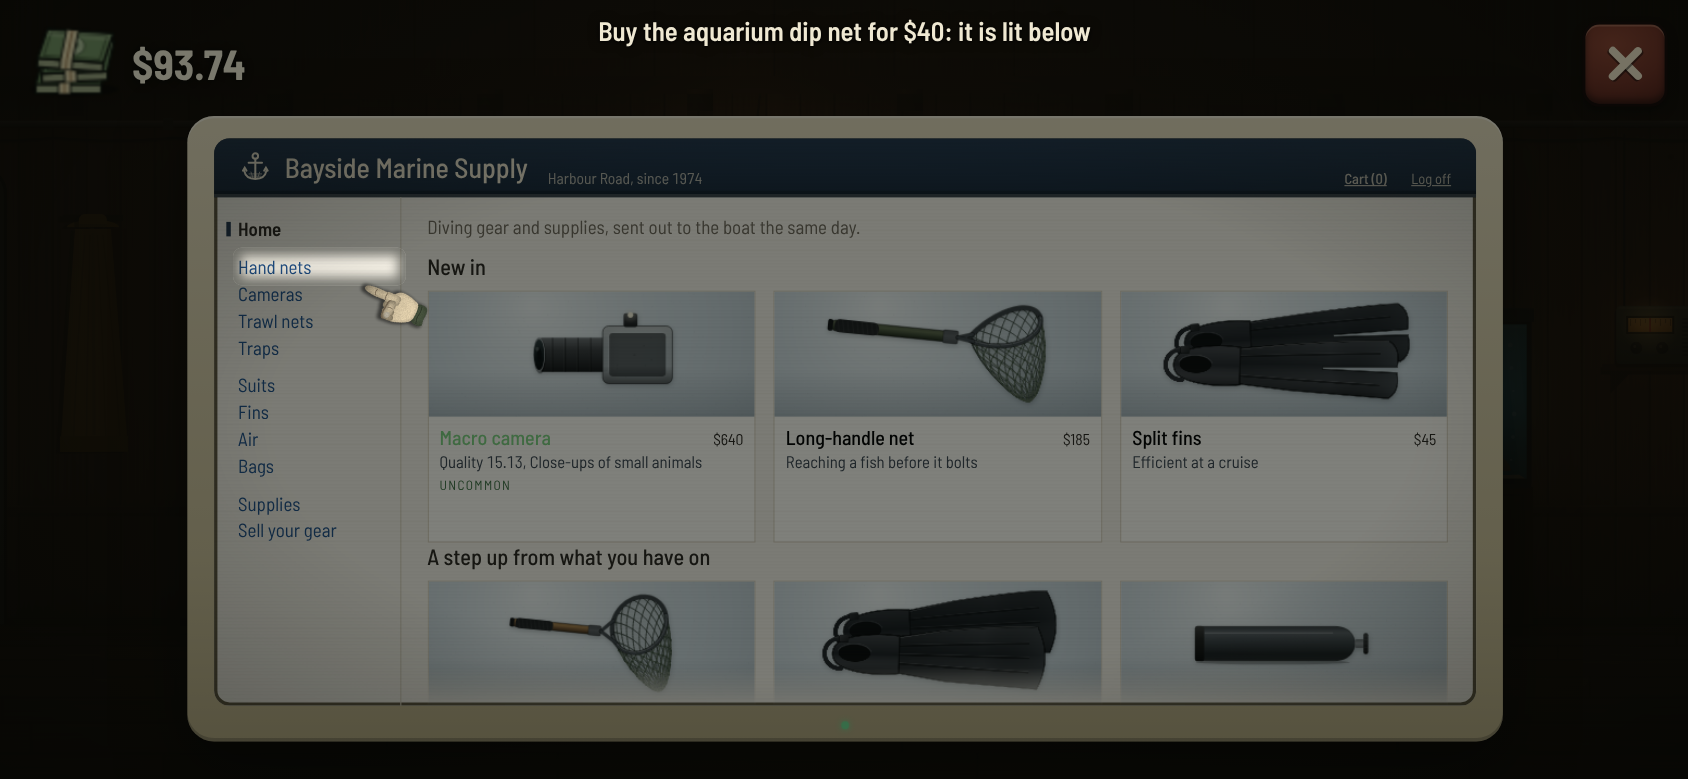 Buy the aquarium dip net for $40: it is lit below
$93.74
Bayside Marine Supply
Harbour Road, since 1974
Cart (0)
Log off
Home
Hand nets
Cameras
Trawl nets
Traps
Suits
Fins
Air
Bags
Supplies
Sell your gear
Diving gear and supplies, sent out to the boat the same day.
New in
Macro camera
$640
Quality 15.13, Close-ups of small animals
UNCOMMON
Long-handle net
$185
Reaching a fish before it bolts
Split fins
$45
Efficient at a cruise
A step up from what you have on